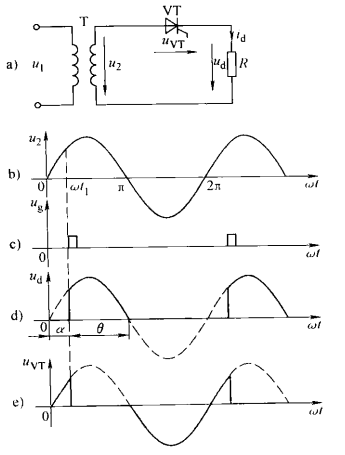 T VT
i_d
a) u_1 u_2 u_VT u_d R
u_2
b) 0 ωt_1 π 2π ωt
u_g
c) 0 ωt
u_d
d) 0 α θ ωt
u_VT
e) 0 ωt